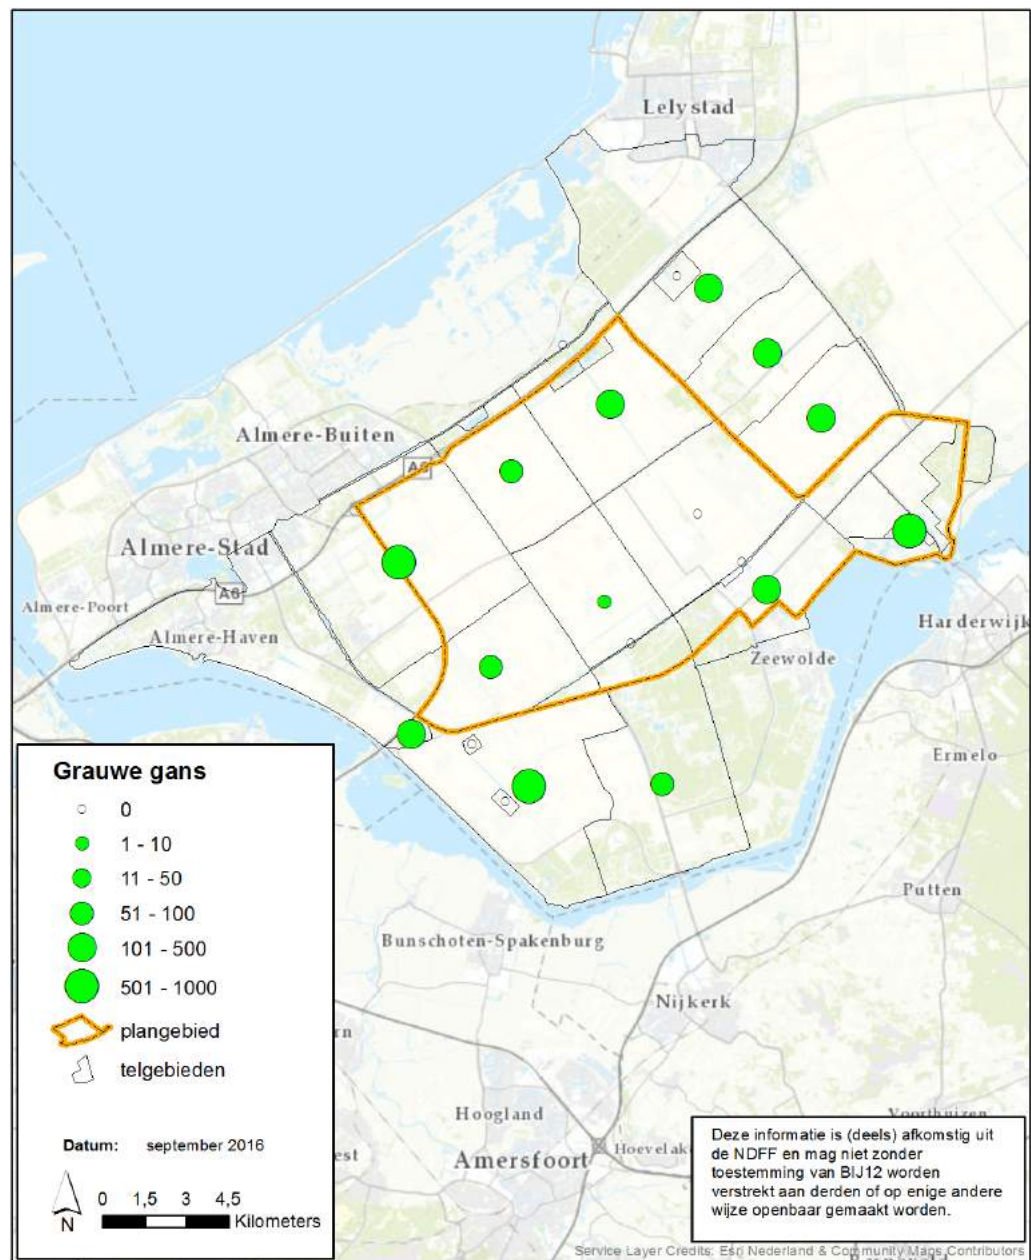 Lelystad
Almere-Buiten
A6
Almere-Stad
A6
Almere-Poort
Almere-Haven
Harderwijk
Zeewolde
Ermelo
Putten
Bunschoten-Spakenburg
Nijkerk
Hoogland
Amersfoort
Hoevelak
Voorthuizen
Grauwe gans
0
1 - 10
11 - 50
51 - 100
101 - 500
501 - 1000
plangebied
telgebieden
Datum: september 2016
N
0 1,5 3 4,5
Kilometers
Deze informatie is (deels) afkomstig uit
de NDFF en mag niet zonder
toestemming van BIJ12 worden
verstrekt aan derden of op enige andere
wijze openbaar gemaakt worden.
Service Layer Credits: Esri Nederland & Community Maps Contributors